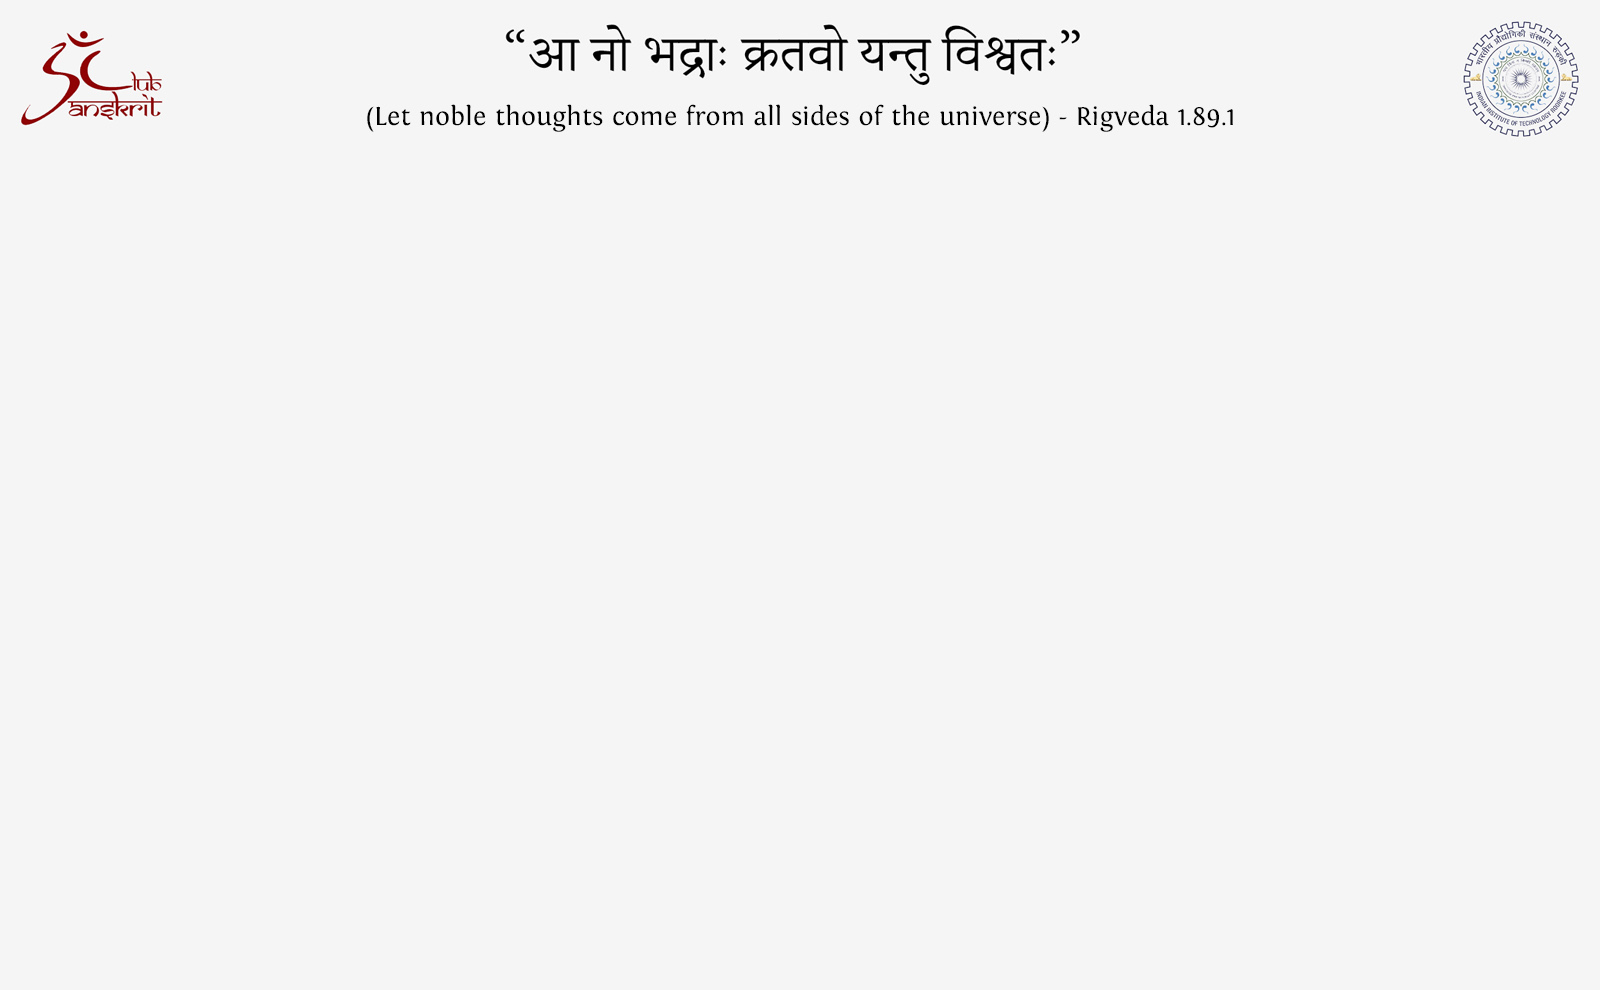 Sanskrit Club
“आ नो भद्राः क्रतवो यन्तु विश्वतः”
(Let noble thoughts come from all sides of the universe) - Rigveda 1.89.1
भारतीय प्रौद्योगिकी संस्थान रुड़की
INDIAN INSTITUTE OF TECHNOLOGY ROORKEE